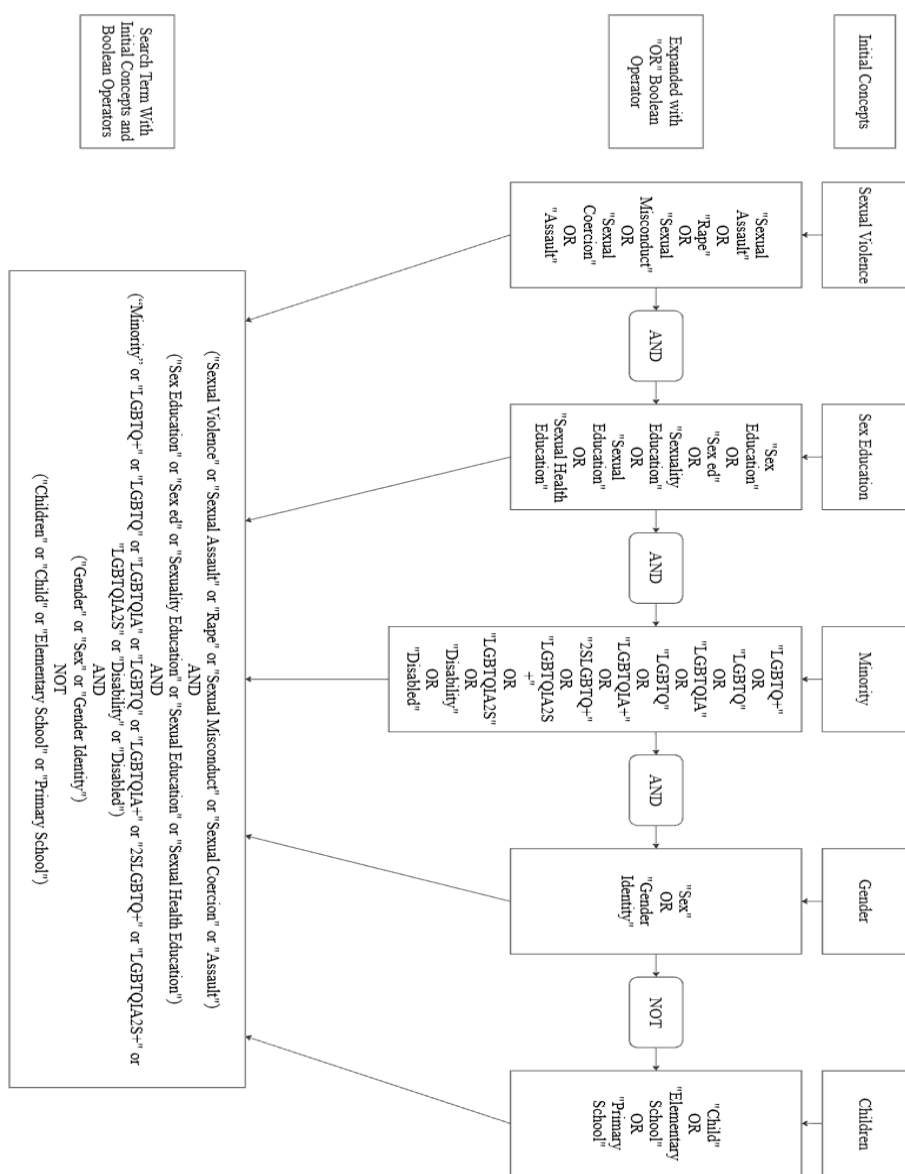 Initial Concepts
Sexual Violence
Sex Education
Minority
Gender
Children
Expanded with
"OR" Boolean
Operator
"Sexual
Assault"
OR
"Rape"
OR
"Sexual
Misconduct"
OR
"Sexual
Coercion"
OR
"Assault"
AND
"Sex
Education"
OR
"Sex ed"
OR
"Sexuality
Education"
OR
"Sexual
Education"
OR
"Sexual Health
Education"
AND
"LGBTQ+"
OR
"LGBTQ"
OR
"LGBTQIA"
OR
"LGBTQ"
OR
"LGBTQIA+"
OR
"2SLGBTQ+"
OR
"LGBTQIA2S
+"
OR
"LGBTQIA2S"
OR
"Disability"
OR
"Disabled"
AND
"Sex"
OR
"Gender
Identity"
NOT
"Child"
OR
"Elementary
School"
OR
"Primary
School"
Search Term With
Initial Concepts and
Boolean Operators
("Sexual Violence" or "Sexual Assault" or "Rape" or "Sexual Misconduct" or "Sexual Coercion" or "Assault")
AND
("Sex Education" or "Sex ed" or "Sexuality Education" or "Sexual Education" or "Sexual Health Education")
AND
("Minority" or "LGBTQ+" or "LGBTQ" or "LGBTQIA" or "LGBTQ" or "LGBTQIA+" or "2SLGBTQ+" or "LGBTQIA2S+" or
"LGBTQIA2S" or "Disability" or "Disabled")
AND
("Gender" or "Sex" or "Gender Identity")
NOT
("Children" or "Child" or "Elementary School" or "Primary School")